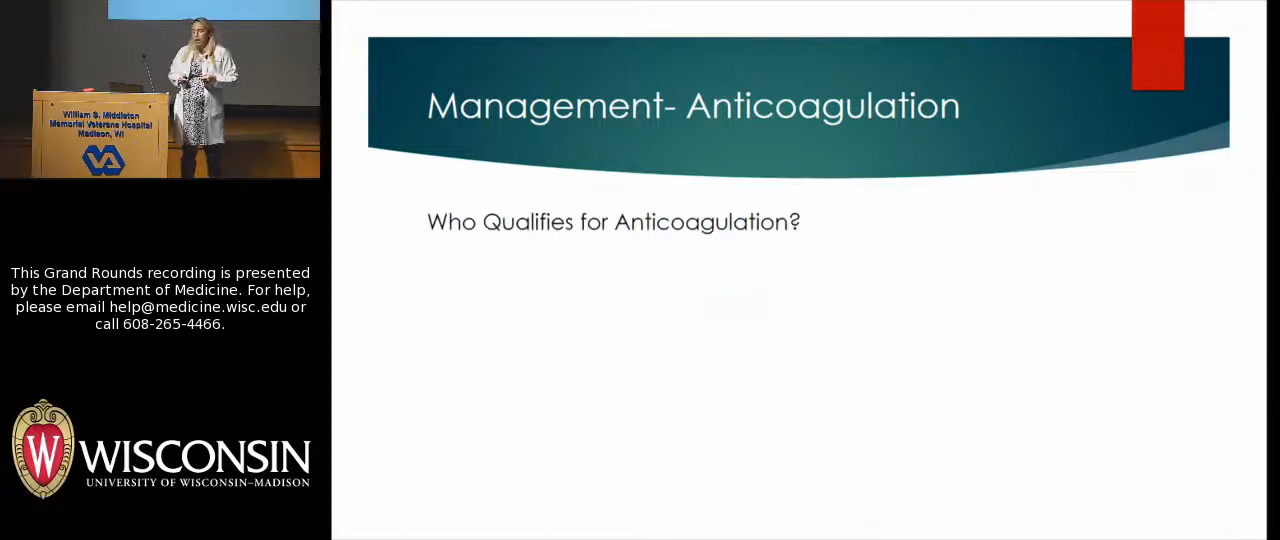 William S. Middleton
Memorial Veterans Hospital
Madison, WI
VA
This Grand Rounds recording is presented
by the Department of Medicine. For help,
please email help@medicine.wisc.edu or
call 608-265-4466.
W
WISCONSIN
UNIVERSITY OF WISCONSIN–MADISON
Management- Anticoagulation
Who Qualifies for Anticoagulation?